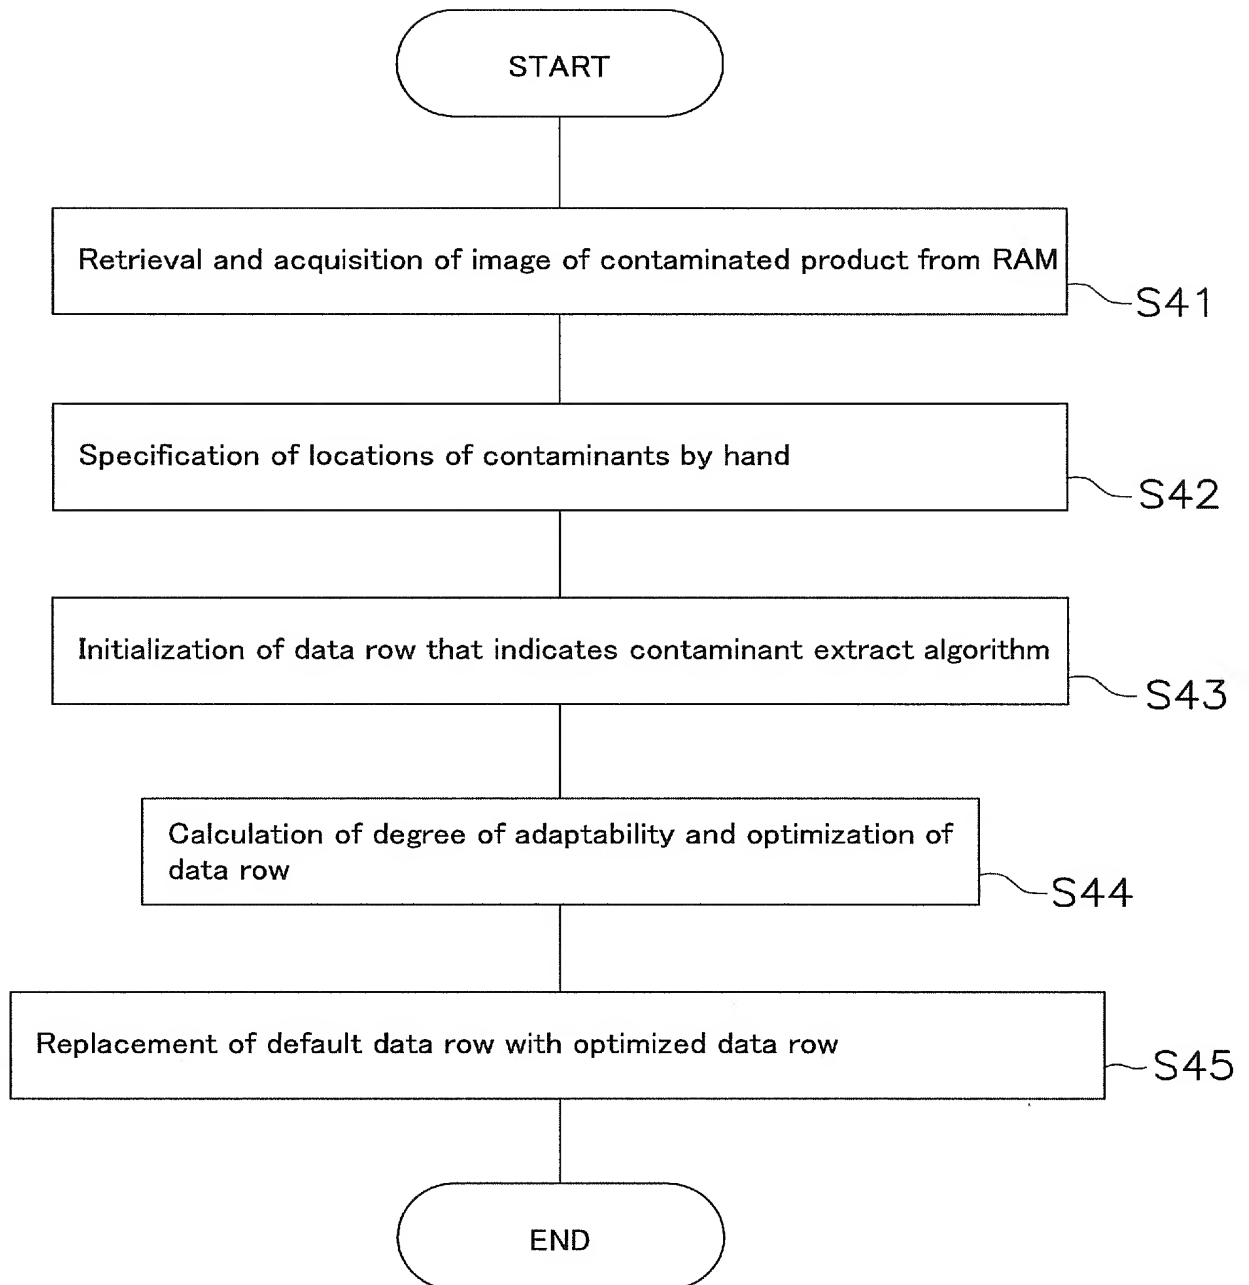 START
Retrieval and acquisition of image of contaminated product from RAM
S41
Specification of locations of contaminants by hand
S42
Initialization of data row that indicates contaminant extract algorithm
S43
Calculation of degree of adaptability and optimization of
data row
S44
Replacement of default data row with optimized data row
S45
END